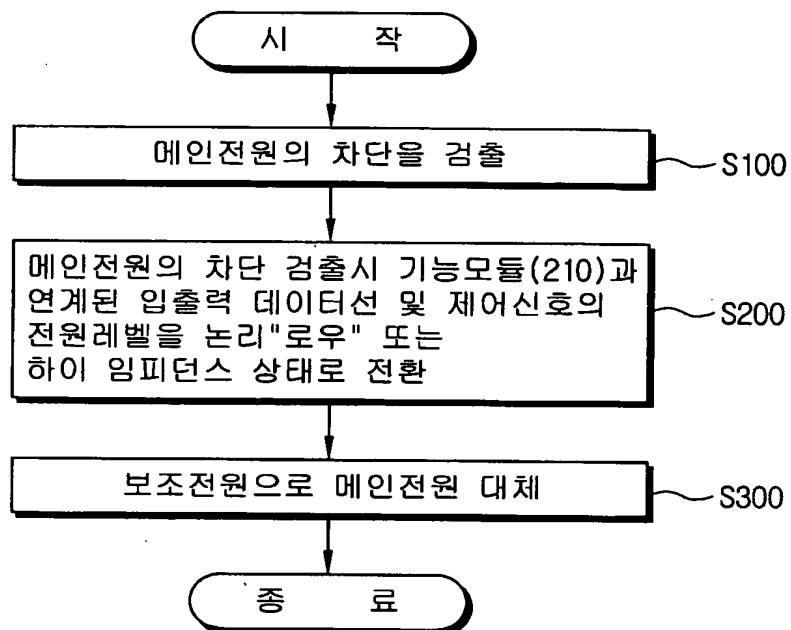 시 작
메인전원의 차단을 검출
S100
메인전원의 차단 검출시 기능모듈(210)과
연계된 입출력 데이터선 및 제어신호의
전원레벨을 논리"로우" 또는
하이 임피던스 상태로 전환
S200
보조전원으로 메인전원 대체
S300
종 료